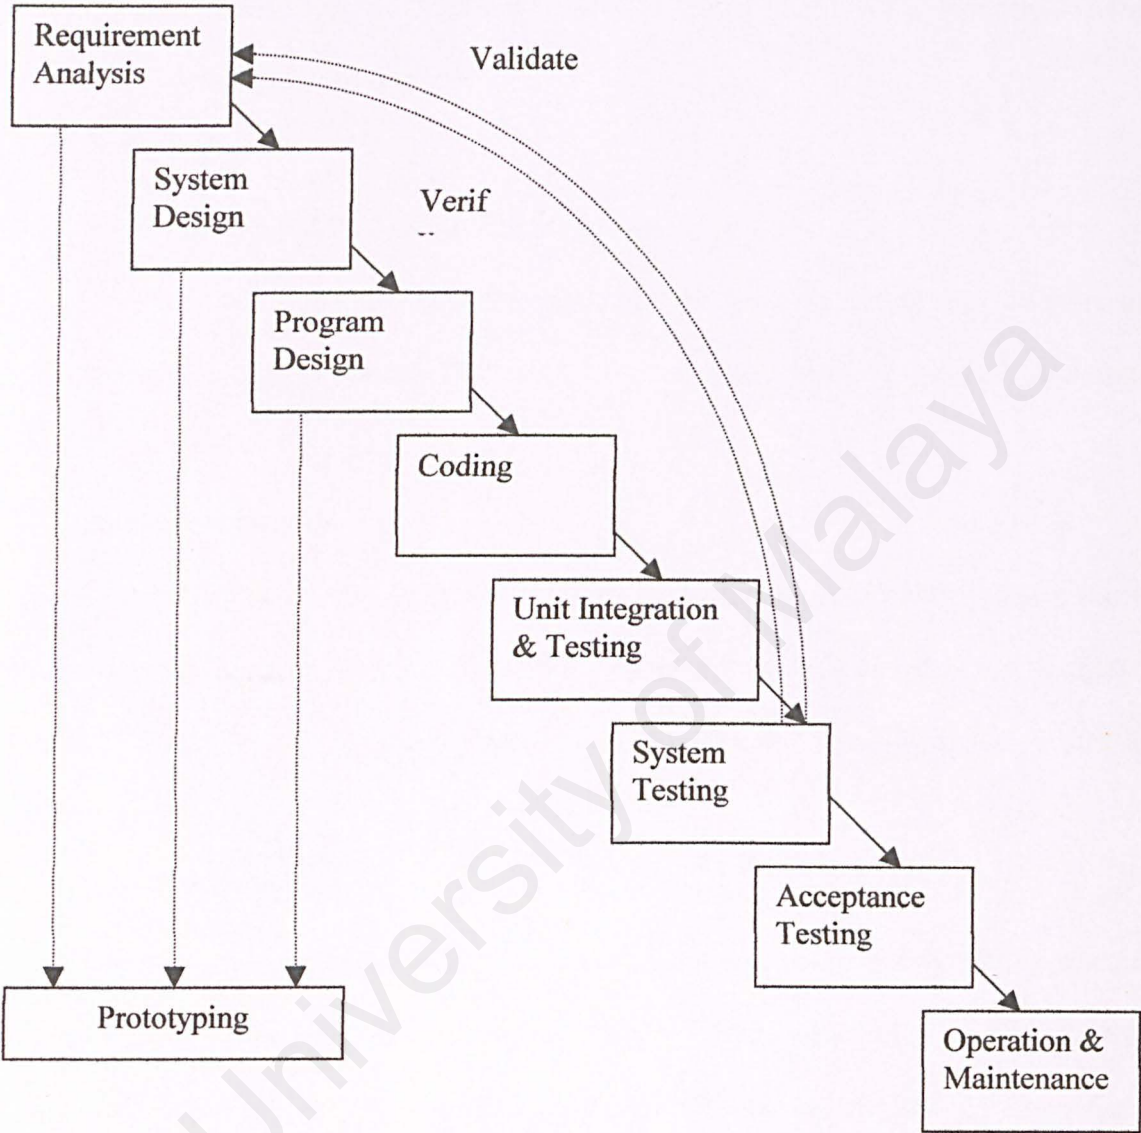 Requirement
Analysis
Validate
System
Design
Verif
Program
Design
Coding
Unit Integration
& Testing
System
Testing
Acceptance
Testing
Prototyping
Operation &
Maintenance
University of Malaya